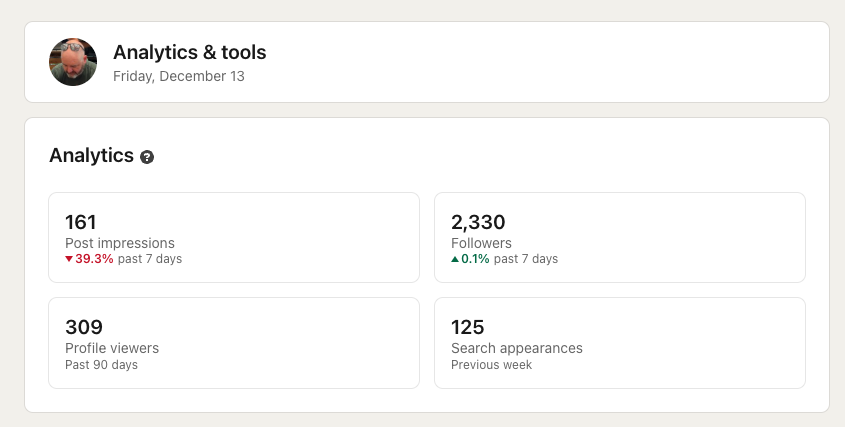 Analytics & tools
Friday, December 13
Analytics ?
161
Post impressions
▼39.3% past 7 days
2,330
Followers
▲0.1% past 7 days
309
Profile viewers
Past 90 days
125
Search appearances
Previous week